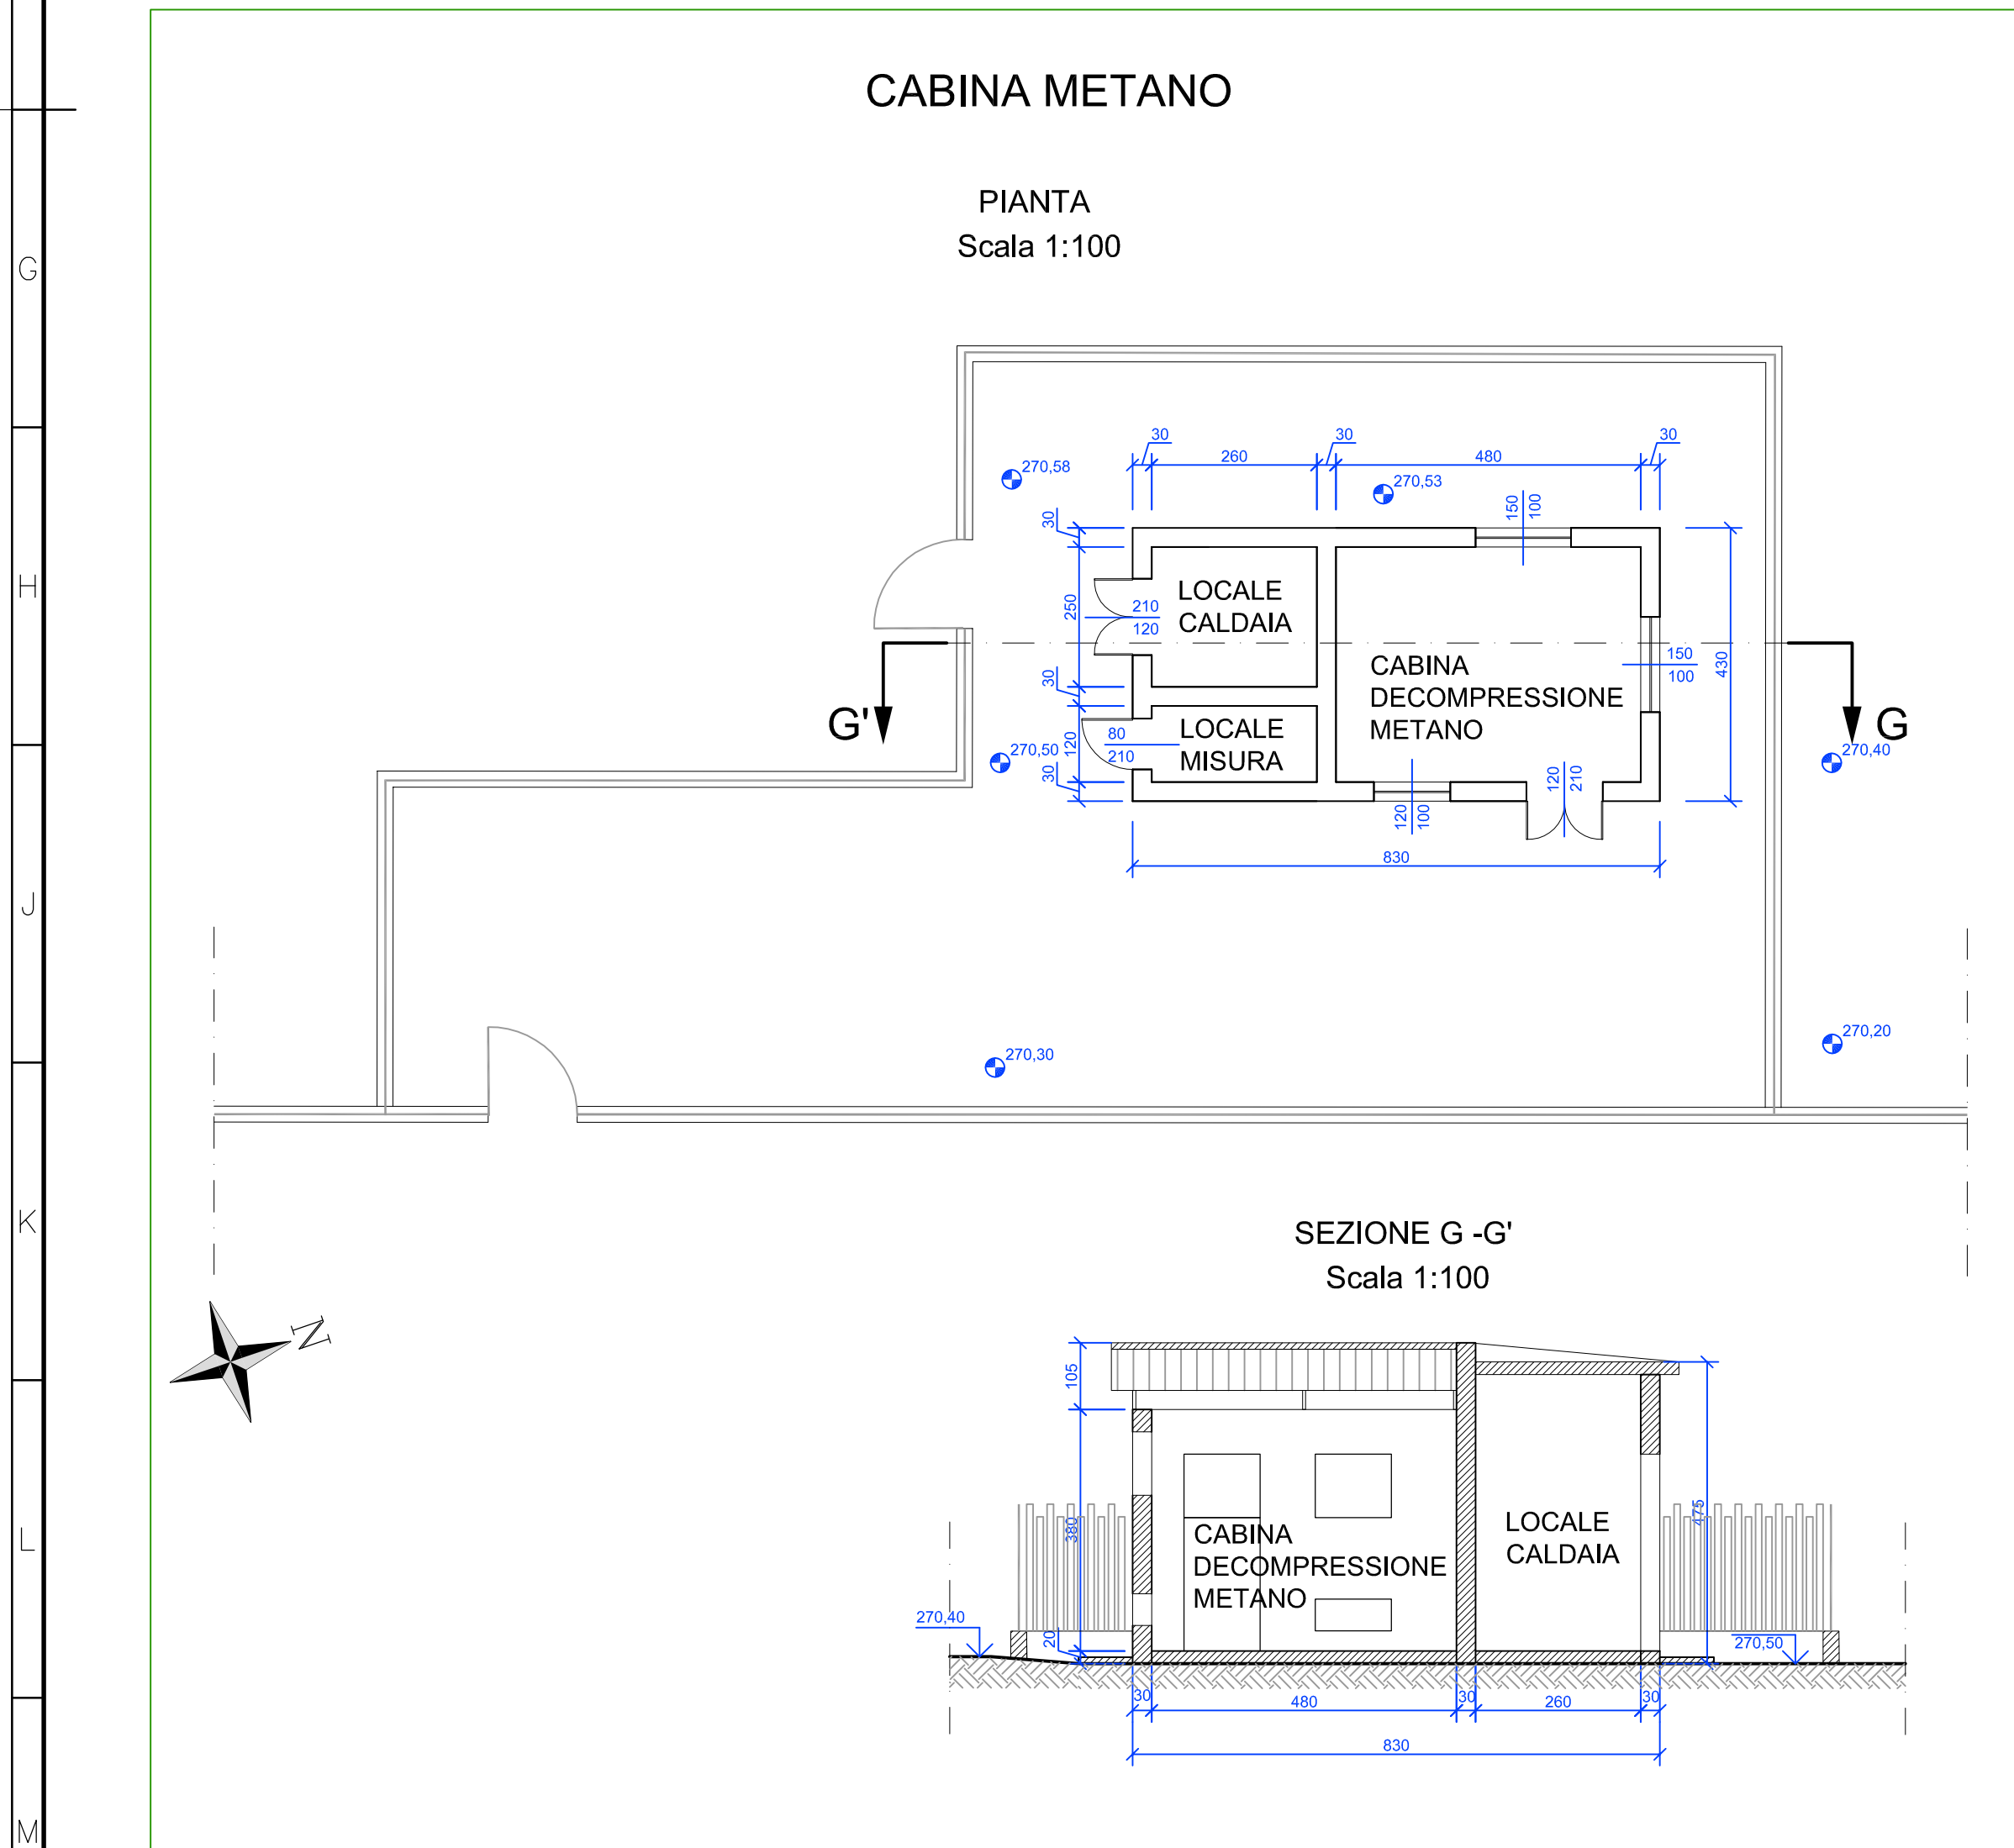 CABINA METANO
PIANTA
Scala 1:100
G
H
J
K
L
M
30
30
30
260
480
270,58
270,53
150
100
30
250
30
120
30
LOCALE
CALDAIA
210
120
CABINA
DECOMPRESSIONE
METANO
150
100
430
G'
G
LOCALE
MISURA
80
210
270,50
270,40
120
100
120
210
830
270,30
270,20
N
SEZIONE G -G'
Scala 1:100
105
380
20
475
CABINA
DECOMPRESSIONE
METANO
LOCALE
CALDAIA
270,40
270,50
30
480
30
260
30
830